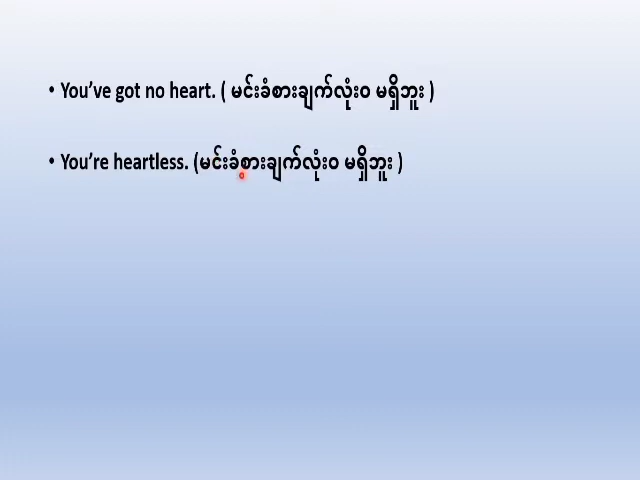 • You’ve got no heart. ( မင်းခံစားချက်လုံးဝ မရှိဘူး )
• You’re heartless. (မင်းခံစားချက်လုံးဝ မရှိဘူး )